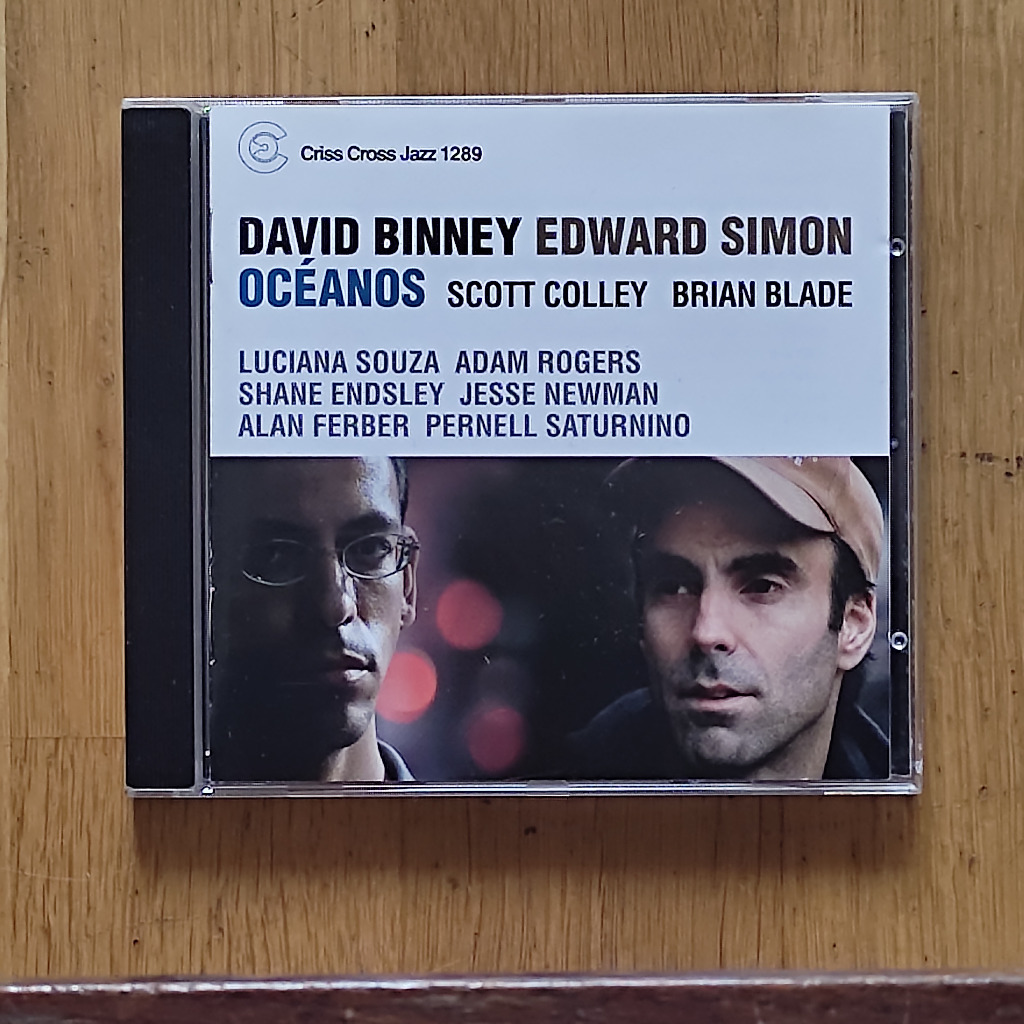 Criss Cross Jazz 1289
DAVID BINNEY EDWARD SIMON
OCÉANOS SCOTT COLLEY BRIAN BLADE
LUCIANA SOUZA ADAM ROGERS
SHANE ENDSLEY JESSE NEWMAN
ALAN FERBER PERNELL SATURNINO